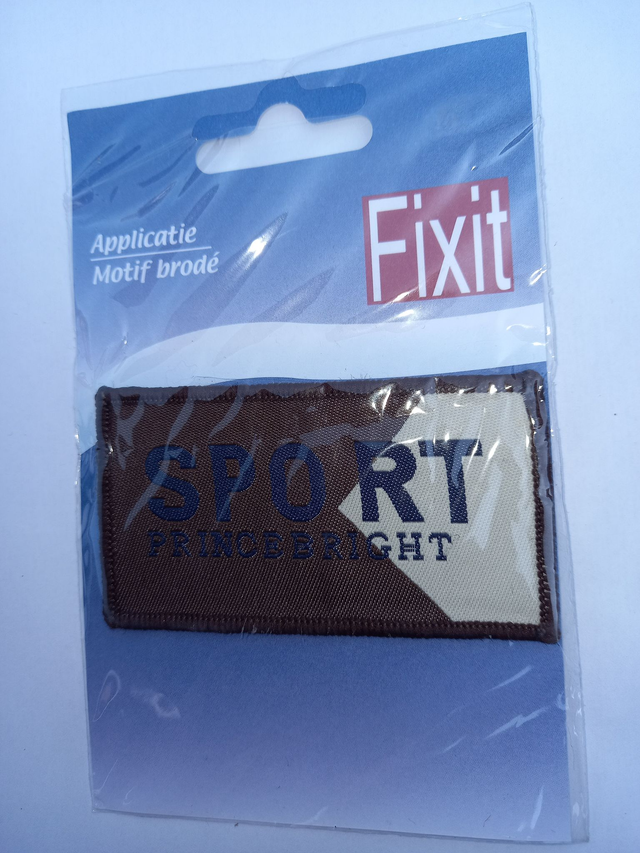 Applicatie
Motif brodé
Fixit
SPORT
PRINCEBRIGHT